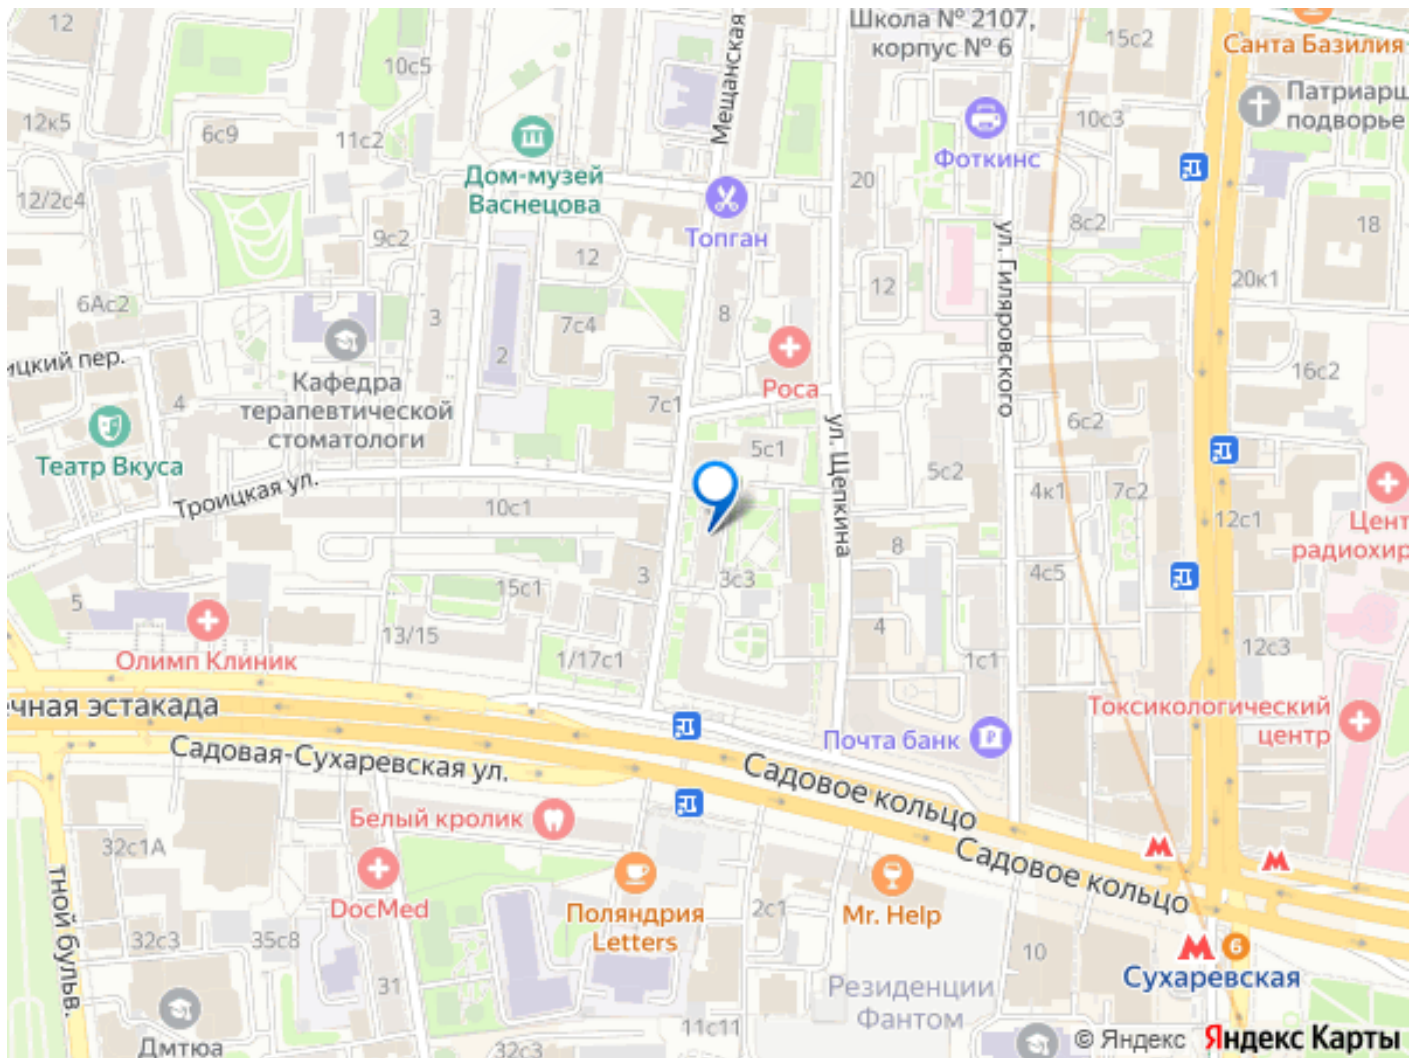 12
10с5
Мещанская
Школа № 2107,
корпус № 6
15с2
Санта Базилия
Патриарш
подворье
12к5
6с9
11с2
Дом-музей
Васнецова
Фоткинс
10с3
20
12/2с4
9с2
12
Топган
8с2
18
ул. Гиляровского
20к1
6Ас2
3
7с4
8
12
2
Роса
16с2
ицкий пер.
Кафедра
терапевтической
стоматологи
4
7с1
6с2
Театр Вкуса
5с1
ул. Щепкина
5с2
Троицкая ул.
10с1
4к1
7с2
12с1
Цент
радиохир
8
3
3с3
15с1
4с5
5
13/15
4
12с3
Олимп Клиник
1/17с1
1с1
ечная эстакада
Токсикологический
центр
Садовая-Сухаревская ул.
Почта банк
Садовое кольцо
Белый кролик
32с1А
Садовое кольцо
тной бульв.
DocMed
Поляндрия
Letters
2с1
Mr. Help
32с3
35с8
10
6
Сухаревская
31
Резиденции
Фантом
11с11
Дмтюа
32с3
© Яндекс Яндекс Карты